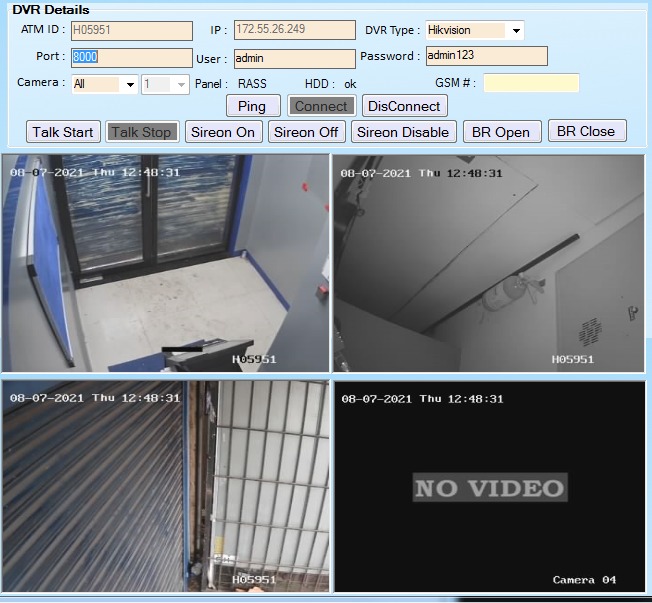 DVR Details
ATM ID : H05951 IP : 172.55.26.249 DVR Type : Hikvision
Port : 8000 User : admin Password : admin123
Camera : All 1 Panel : RASS HDD : ok GSM # :
Ping Connect DisConnect
Talk Start Talk Stop Sireon On Sireon Off Sireon Disable BR Open BR Close
08-07-2021 Thu 12:48:31
H05951
08-07-2021 Thu 12:48:31
H05951
08-07-2021 Thu 12:48:31
H05951
08-07-2021 Thu 12:48:31
NO VIDEO
Camera 04